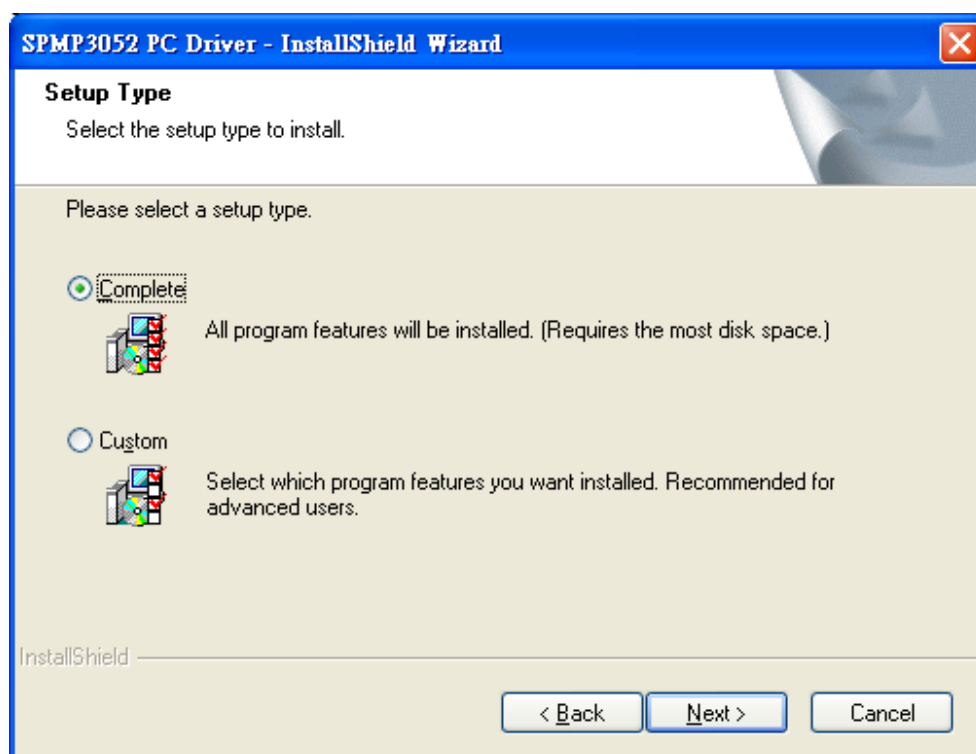 SPMP3052 PC Driver - InstallShield Wizard
Setup Type
Select the setup type to install.
Please select a setup type.
Complete
All program features will be installed. (Requires the most disk space.)
Custom
Select which program features you want installed. Recommended for
advanced users.
InstallShield
< Back
Next >
Cancel